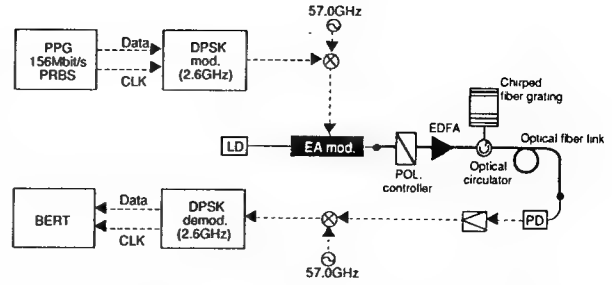 57.0GHz
PPG
156Mbit/s
PRBS
Data
CLK
DPSK
mod.
(2.6GHz)
Chirped
fiber grating
LD
EA mod.
EDFA
Optical fiber link
POL.
controller
Optical
circulator
BERT
Data
CLK
DPSK
demod.
(2.6GHz)
PD
57.0GHz